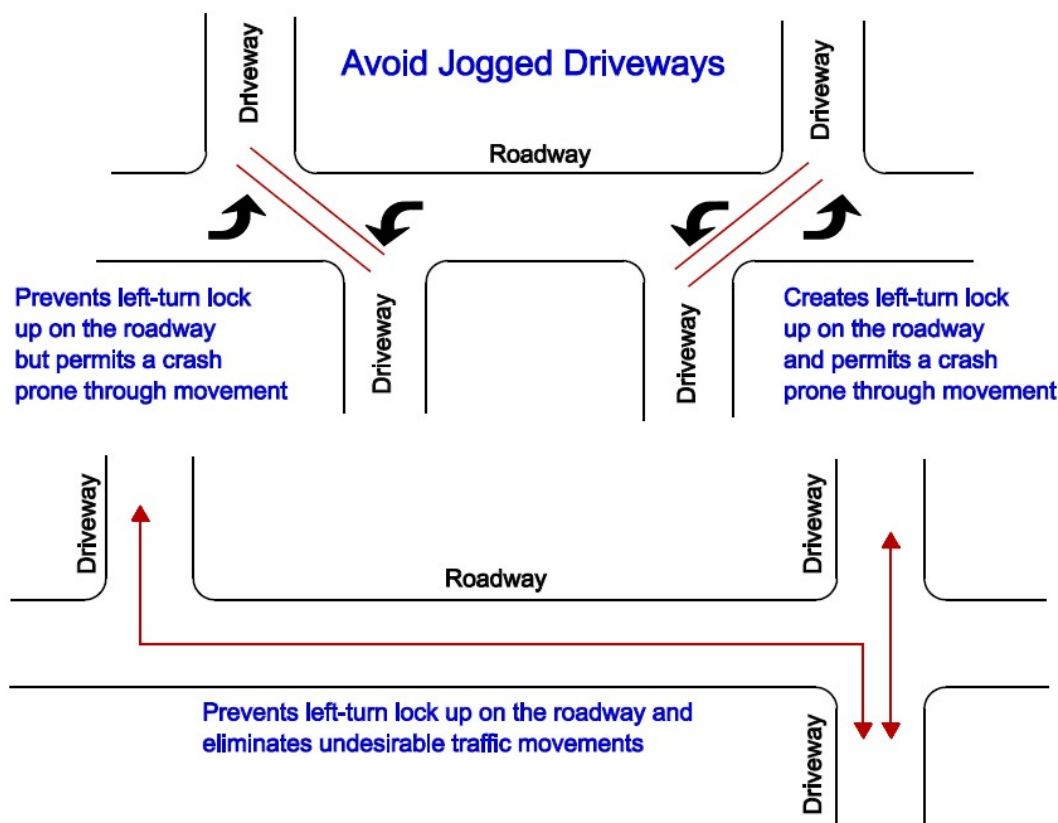 Driveway
Avoid Jogged Driveways
Driveway
Roadway
Prevents left-turn lock
up on the roadway
but permits a crash
prone through movement
Driveway
Driveway
Creates left-turn lock
up on the roadway
and permits a crash
prone through movement
Driveway
Roadway
Driveway
Prevents left-turn lock up on the roadway and
eliminates undesirable traffic movements
Driveway